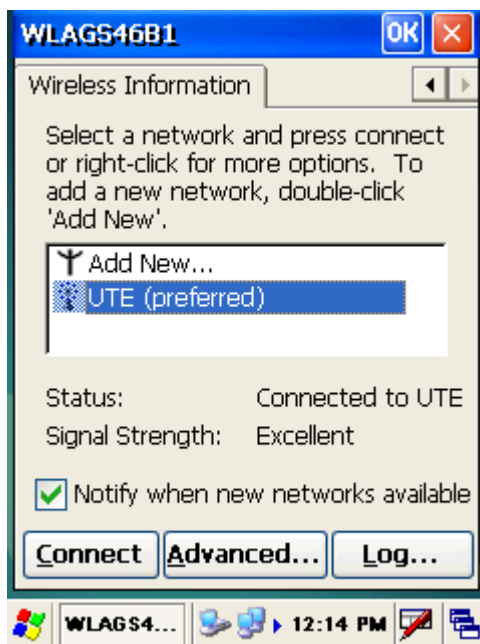 WLAGS46B1 OK
Wireless Information
Select a network and press connect
or right-click for more options. To
add a new network, double-click
'Add New'.
Add New...
UTE (preferred)
Status: Connected to UTE
Signal Strength: Excellent
Notify when new networks available
Connect Advanced... Log...
WLAGS4... 12:14 PM